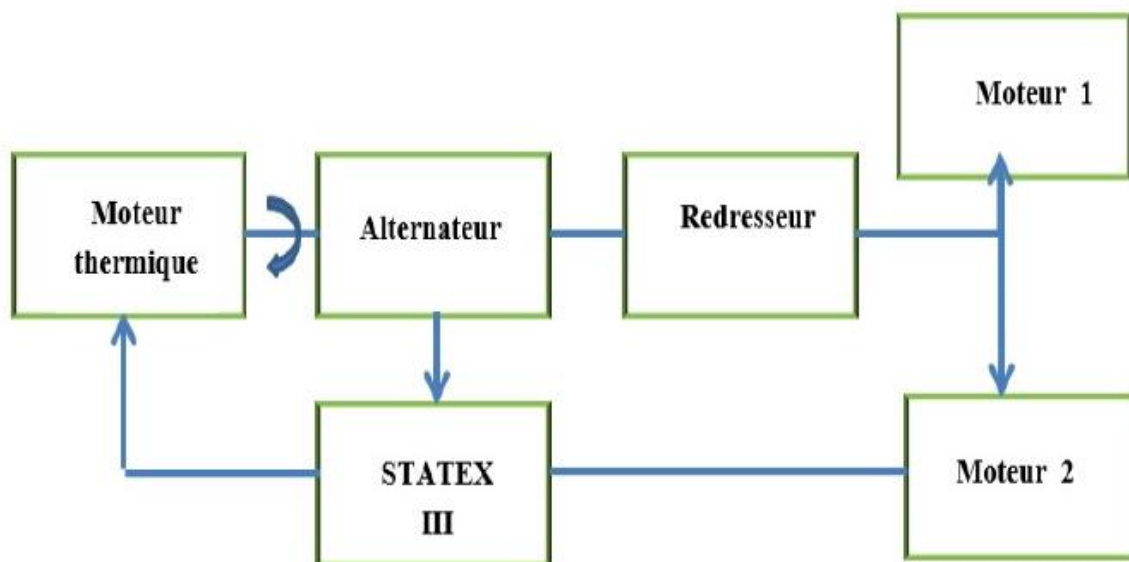 Moteur 1
Moteur
thermique
Alternateur
Redresseur
STATEX
III
Moteur 2